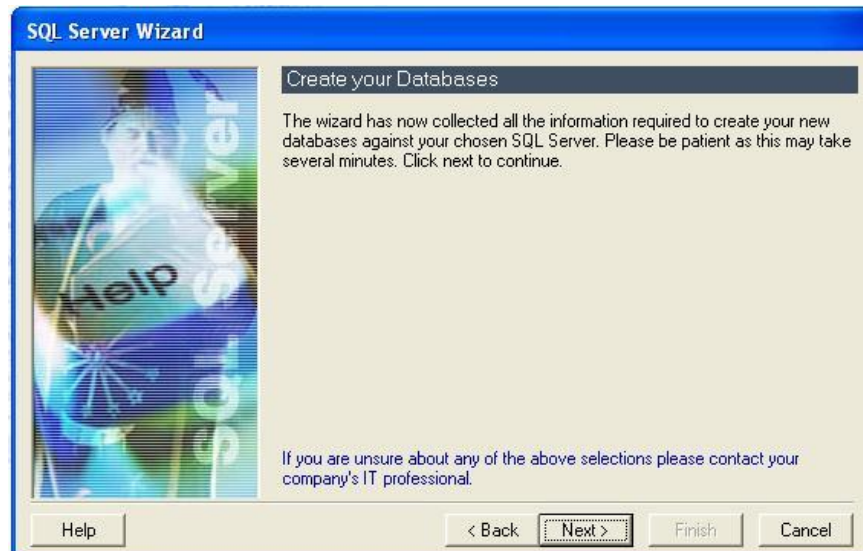 SQL Server Wizard
Create your Databases
The wizard has now collected all the information required to create your new
databases against your chosen SQL Server. Please be patient as this may take
several minutes. Click next to continue.
Help
SQL Server
If you are unsure about any of the above selections please contact your
company's IT professional.
Help
< Back
Next >
Finish
Cancel